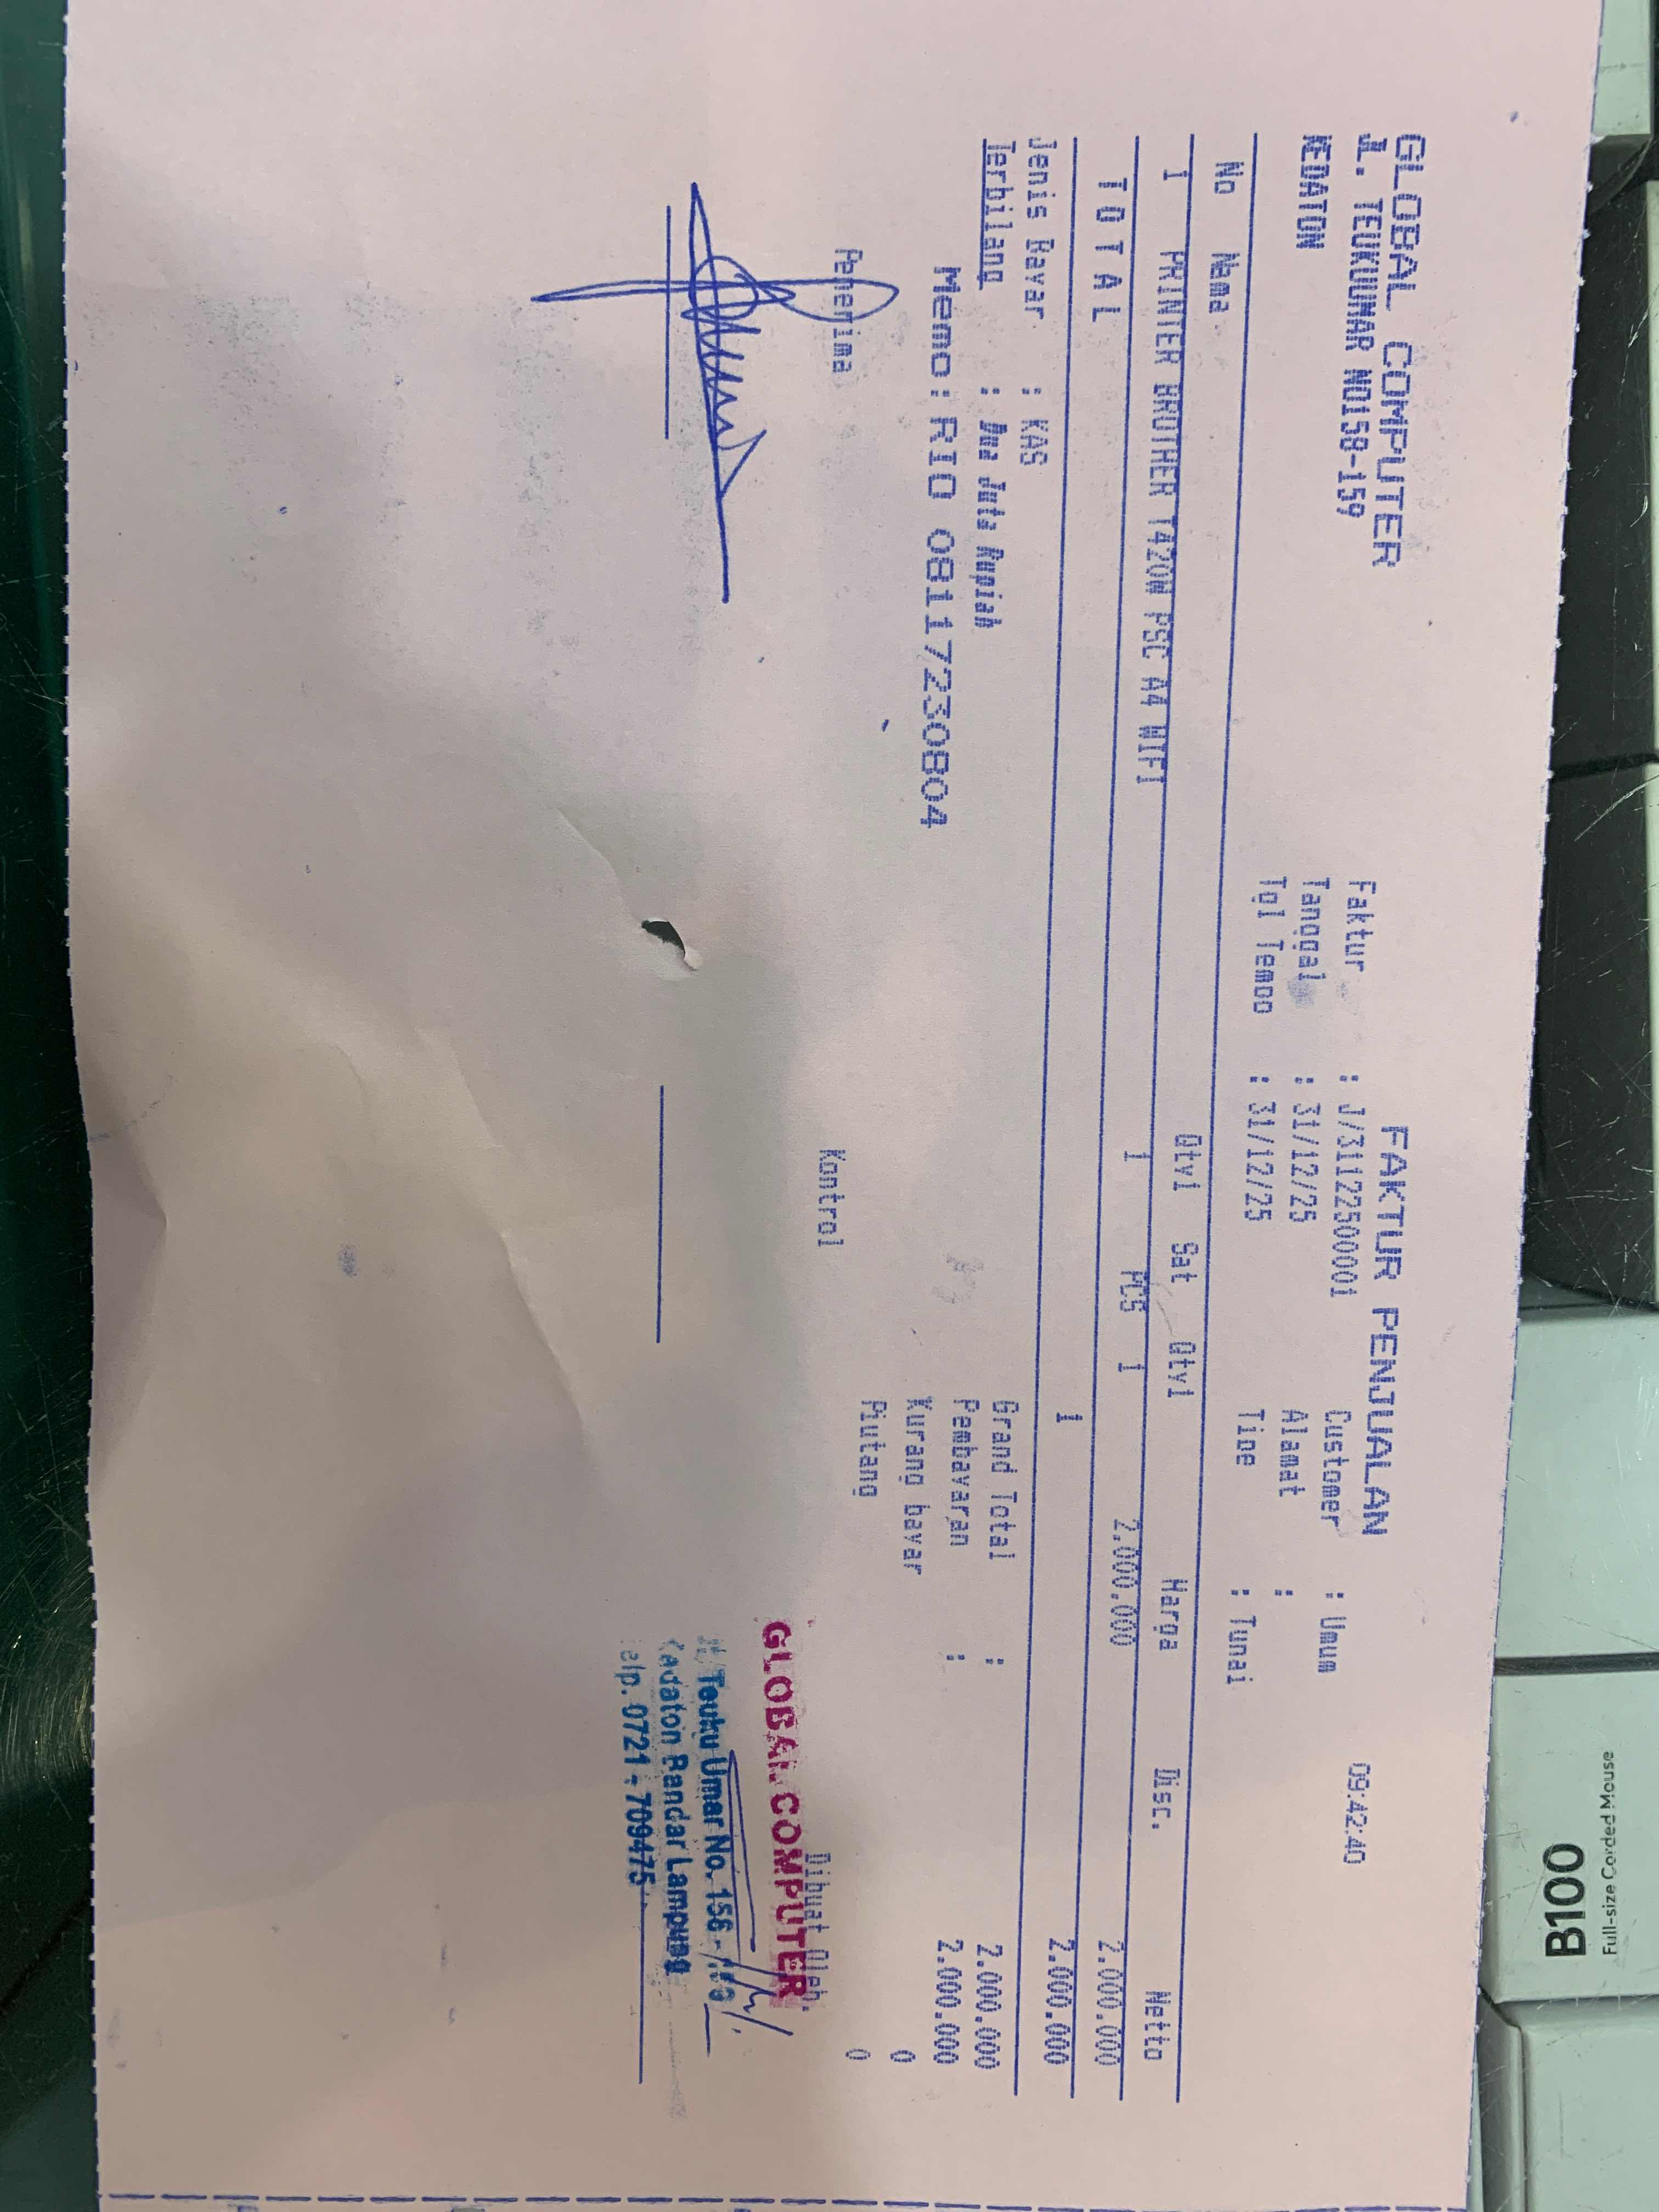 GLOBAL COMPUTER
JL. TEUKUUMAR NO158-159
KEDATON
FAKTUR PENJUALAN
09:42:40
Faktur : J/31122500001
Tanggal : 31/12/25
Tgl Tempo : 31/12/25
Customer : Umum
Alamat :
Tipe : Tunai
No Nama Qty1 Sat Qty1 Harga Disc. Netto
1 PRINTER BROTHER T420W PSC A4 WIFI 1 PCS 1 2.000.000 2.000.000
T O T A L 1 2.000.000
Jenis Bayar : KAS
Terbilang : Dua Juta Rupiah
Grand Total : 2.000.000
Pembayaran : 2.000.000
Kurang bayar 0
Piutang 0
Memo: RIO 08117230804
Penerima
Kontrol
Dibuat Oleh,
GLOBAL COMPUTER
Teuku Umar No. 156 -
Kedaton Bandar Lampung
Telp. 0721 - 709475
B100
Full-size Corded Mouse